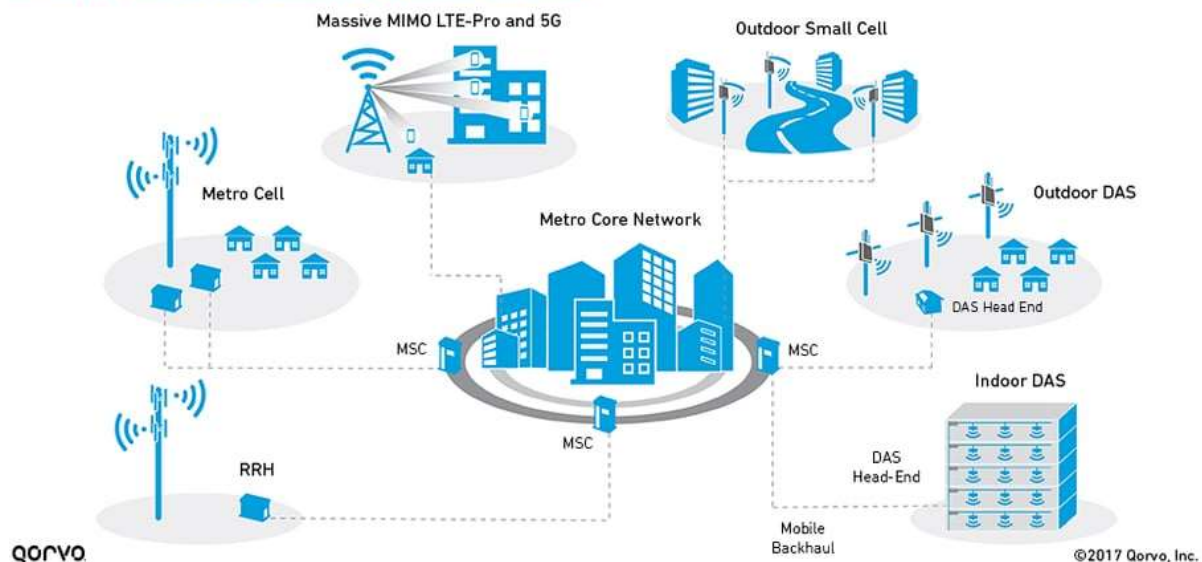 Massive MIMO LTE-Pro and 5G
Outdoor Small Cell
Metro Cell
Metro Core Network
Outdoor DAS
DAS Head End
MSC
MSC
MSC
Indoor DAS
RRH
DAS
Head-End
Mobile
Backhaul
QORVO
©2017 Qorvo, Inc.